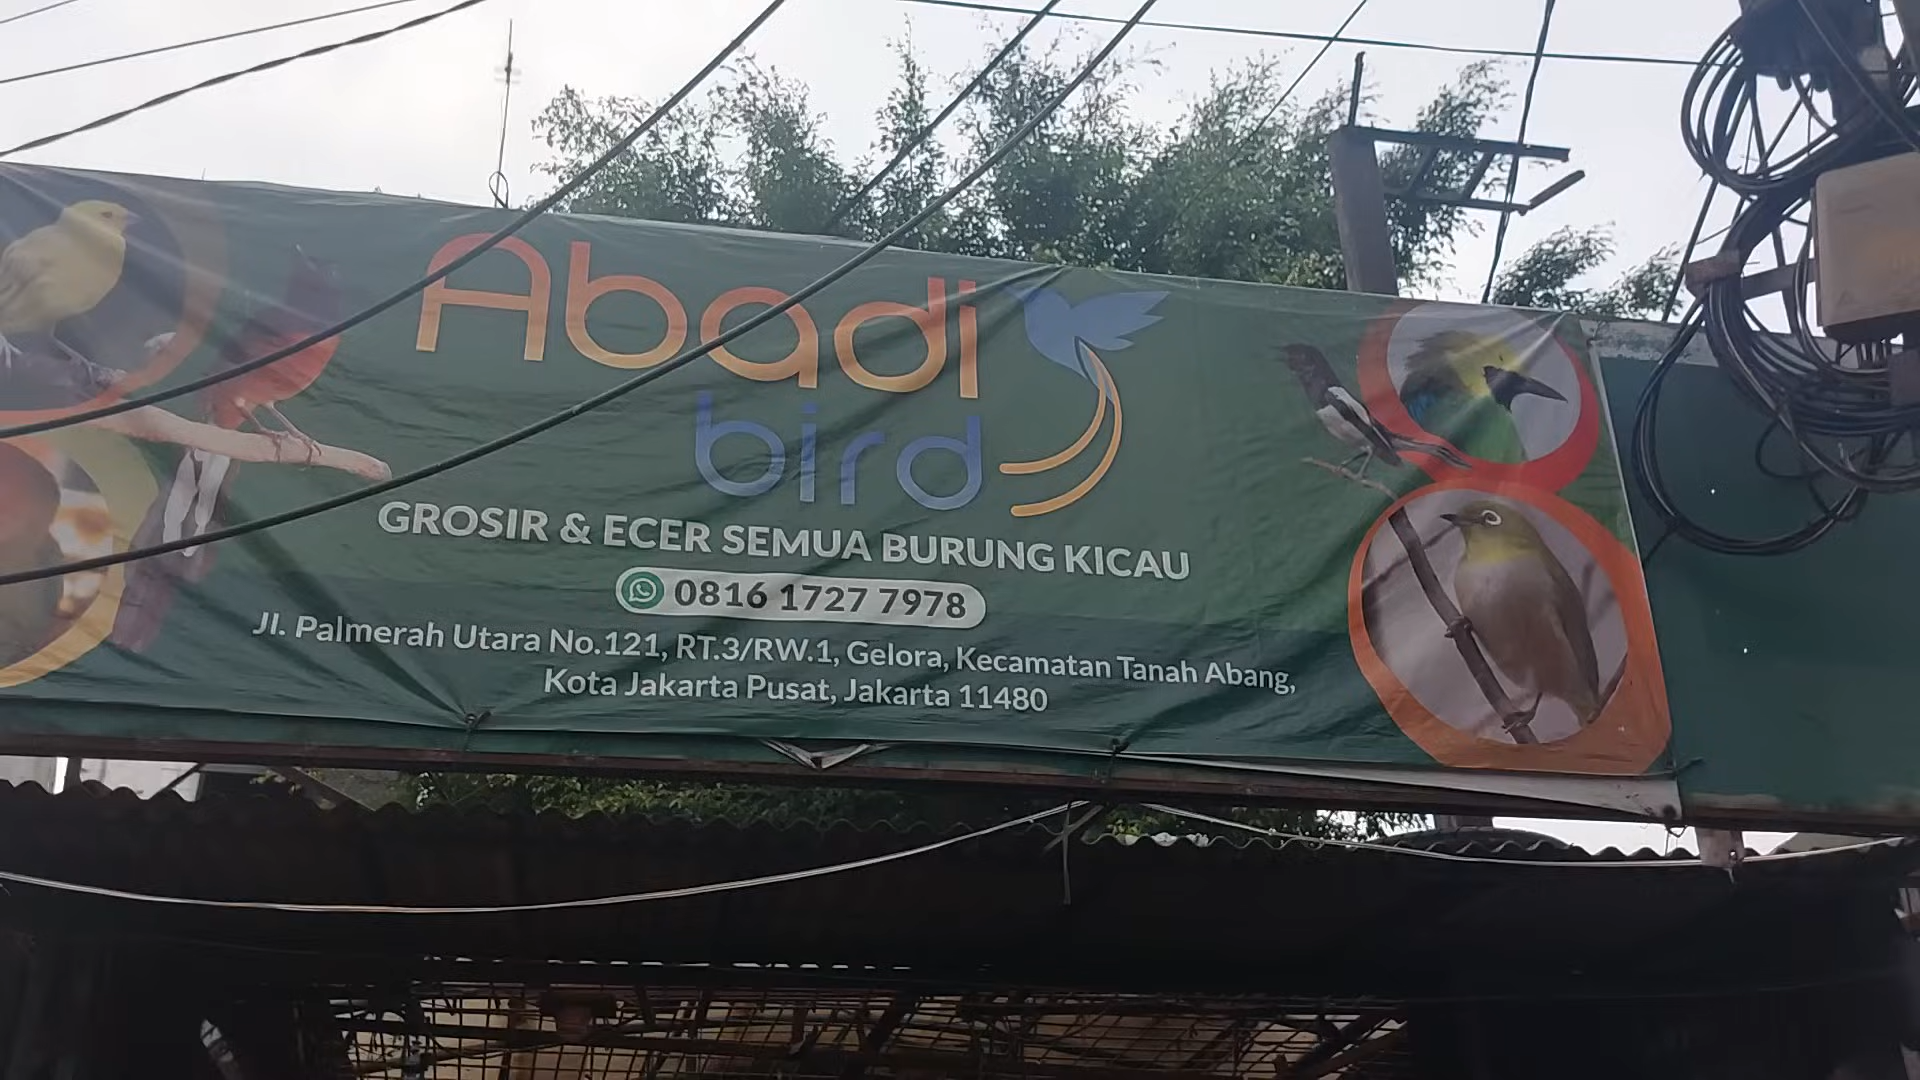 Abadi
bird
GROSIR & ECER SEMUA BURUNG KICAU
0816 1727 7978
Jl. Palmerah Utara No.121, RT.3/RW.1, Gelora, Kecamatan Tanah Abang,
Kota Jakarta Pusat, Jakarta 11480